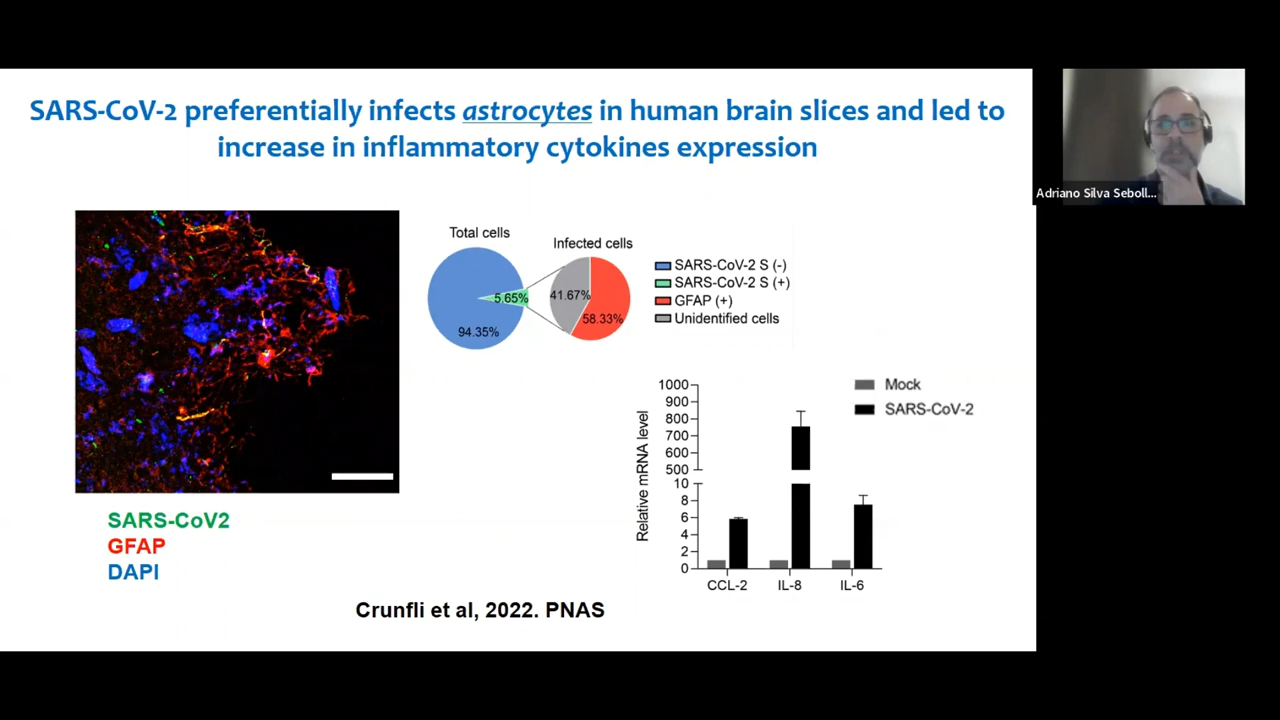 SARS-CoV-2 preferentially infects astrocytes in human brain slices and led to
increase in inflammatory cytokines expression
Adriano Silva Seboll...
Total cells
Infected cells
5.65%
94.35%
41.67%
58.33%
SARS-CoV-2 S (-)
SARS-CoV-2 S (+)
GFAP (+)
Unidentified cells
SARS-CoV2
GFAP
DAPI
Relative mRNA level
1000
900
800
700
600
500
10
8
6
4
2
0
CCL-2
IL-8
IL-6
Mock
SARS-CoV-2
Crunfli et al, 2022. PNAS